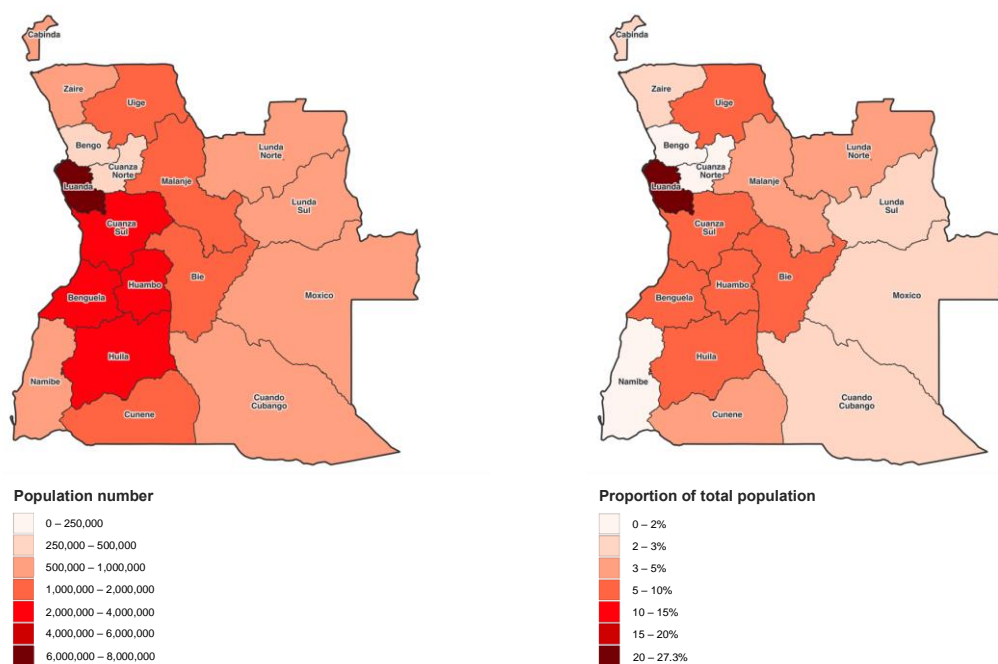 Cabinda
Zaire
Uige
Bengo
Cuanza
Norte
Luanda
Malanje
Lunda
Norte
Lunda
Sul
Cuanza
Sul
Benguela
Huambo
Bie
Moxico
Huila
Namibe
Cunene
Cuando
Cubango
Population number
0 – 250,000
250,000 – 500,000
500,000 – 1,000,000
1,000,000 – 2,000,000
2,000,000 – 4,000,000
4,000,000 – 6,000,000
6,000,000 – 8,000,000
Cabinda
Zaire
Uige
Bengo
Cuanza
Norte
Luanda
Malanje
Lunda
Norte
Lunda
Sul
Cuanza
Sul
Benguela
Huambo
Bie
Moxico
Huila
Namibe
Cunene
Cuando
Cubango
Proportion of total population
0 – 2%
2 – 3%
3 – 5%
5 – 10%
10 – 15%
15 – 20%
20 – 27.3%